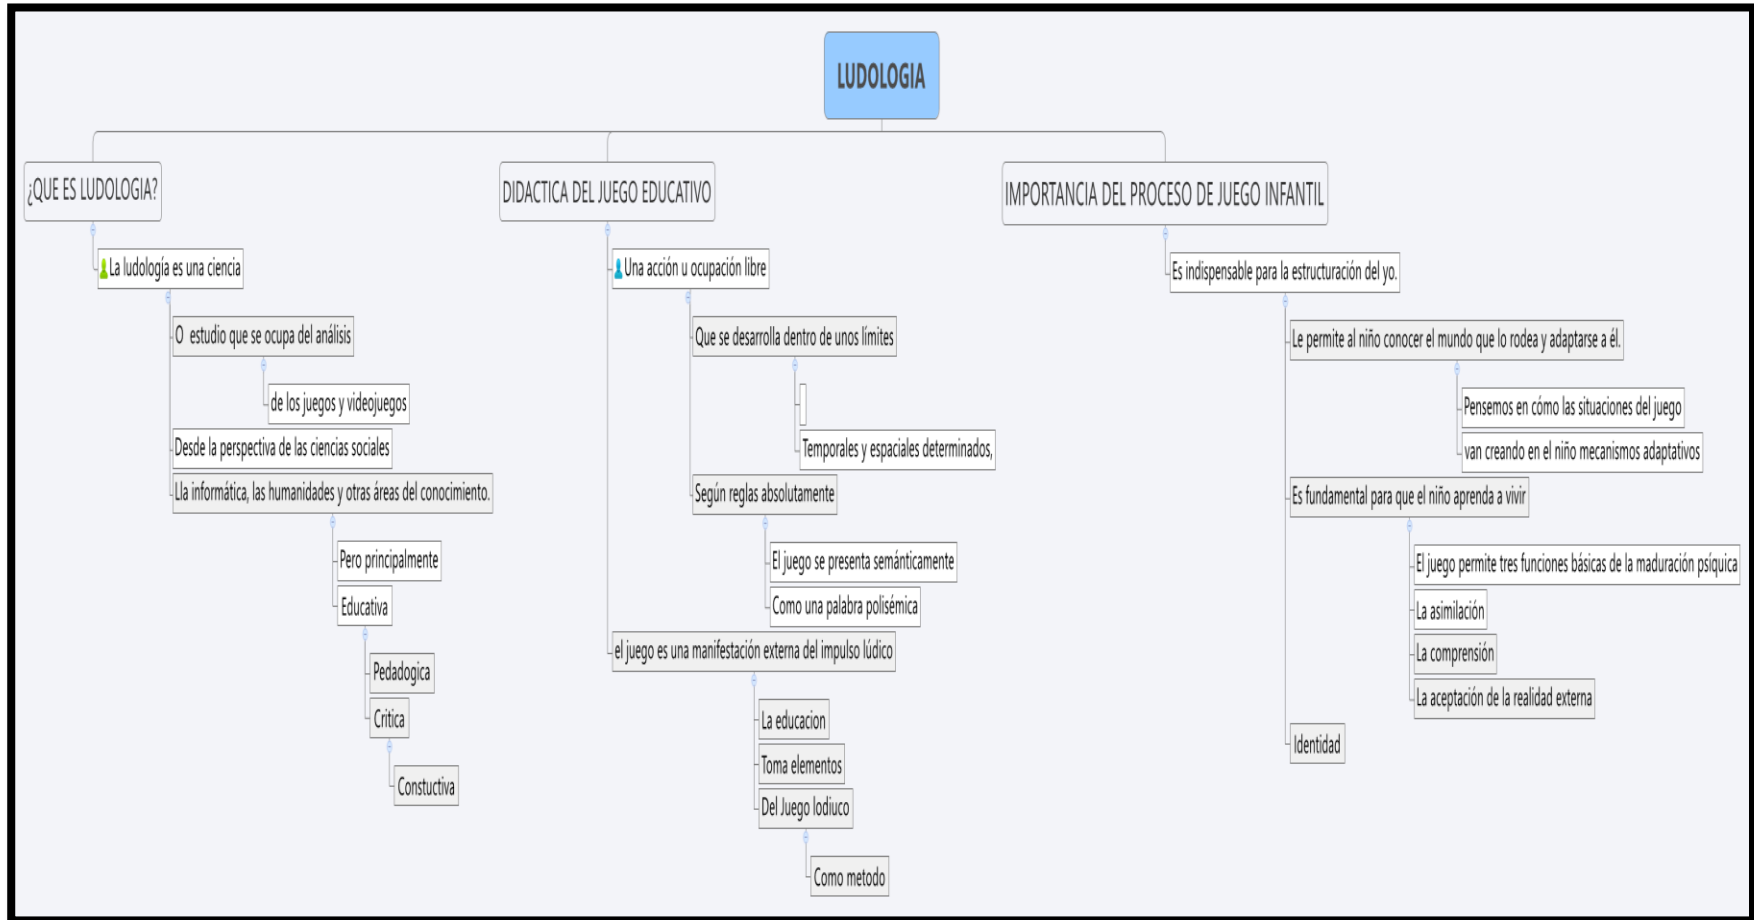 LUDOLOGIA
¿QUE ES LUDOLOGIA?
La ludología es una ciencia
O estudio que se ocupa del análisis
de los juegos y videojuegos
Desde la perspectiva de las ciencias sociales
Lla informática, las humanidades y otras áreas del conocimiento.
Pero principalmente
Educativa
Pedadogica
Critica
Constuctiva
DIDACTICA DEL JUEGO EDUCATIVO
Una acción u ocupación libre
Que se desarrolla dentro de unos límites
Temporales y espaciales determinados,
Según reglas absolutamente
El juego se presenta semánticamente
Como una palabra polisémica
el juego es una manifestación externa del impulso lúdico
La educacion
Toma elementos
Del Juego lodiuco
Como metodo
IMPORTANCIA DEL PROCESO DE JUEGO INFANTIL
Es indispensable para la estructuración del yo.
Le permite al niño conocer el mundo que lo rodea y adaptarse a él.
Pensemos en cómo las situaciones del juego
van creando en el niño mecanismos adaptativos
Es fundamental para que el niño aprenda a vivir
El juego permite tres funciones básicas de la maduración psíquica
La asimilación
La comprensión
La aceptación de la realidad externa
Identidad